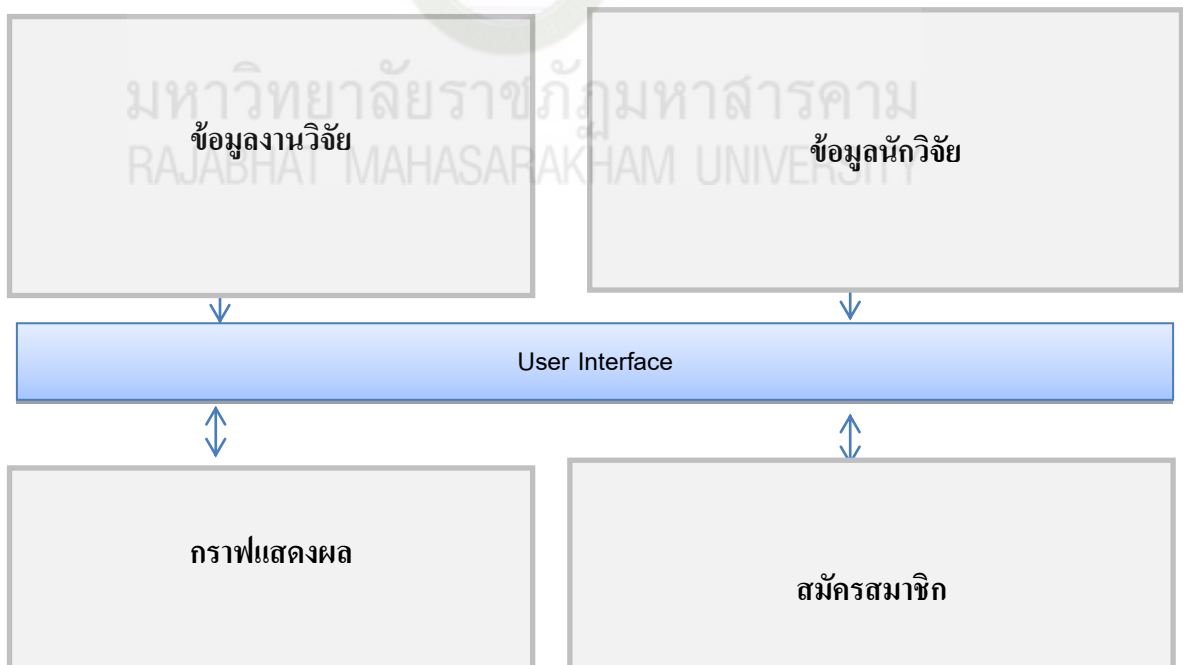 มหาวิทยาลัยราชภัฏมหาสารคาม
RAJABHAT MAHASARAKHAM UNIVERSITY
ข้อมูลงานวิจัย
ข้อมูลนักวิจัย
User Interface
กราฟแสดงผล
สมัครสมาชิก